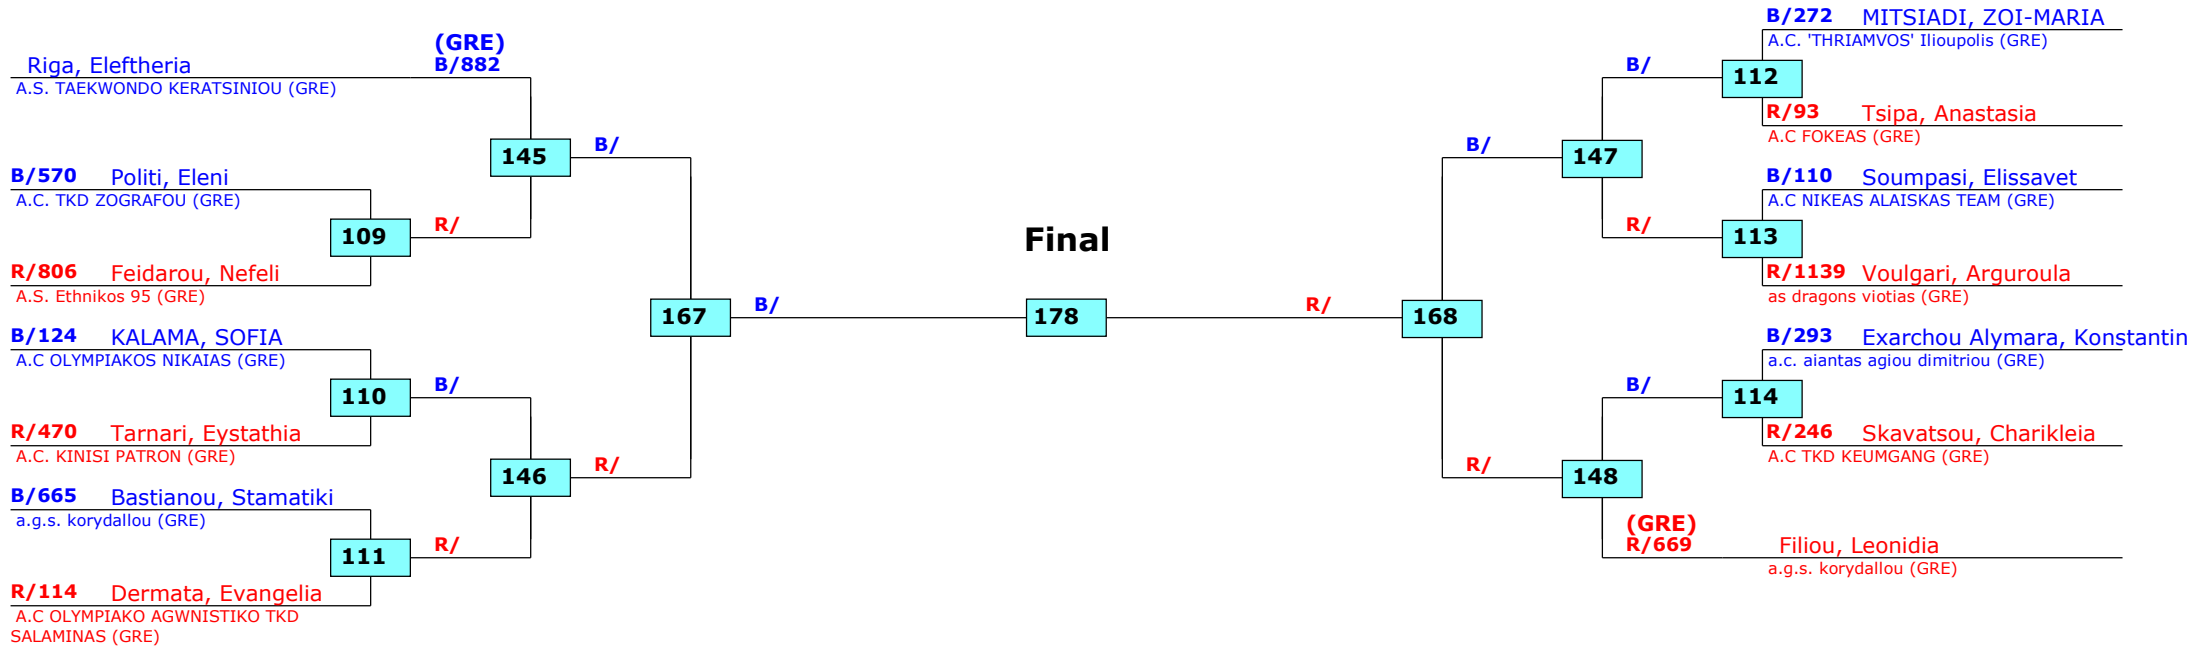 (GRE)
Riga, Eleftheria B/882
A.S. TAEKWONDO KERATSINIOU (GRE)
145 B/
B/570 Politi, Eleni
A.C. TKD ZOGRAFOU (GRE)
109 R/
R/806 Feidarou, Nefeli
A.S. Ethnikos 95 (GRE)
167 B/
B/124 KALAMA, SOFIA
A.C OLYMPIAKOS NIKAIAS (GRE)
110 B/
R/470 Tarnari, Eystathia
A.C. KINISI PATRON (GRE)
146 R/
B/665 Bastianou, Stamatiki
a.g.s. korydallou (GRE)
111 R/
R/114 Dermata, Evangelia
A.C OLYMPIAKO AGWNISTIKO TKD
SALAMINAS (GRE)
Final
178
B/272 MITSIADI, ZOI-MARIA
A.C. 'THRIAMVOS' Ilioupolis (GRE)
B/ 112
R/93 Tsipa, Anastasia
A.C FOKEAS (GRE)
B/ 147
B/110 Soumpasi, Elissavet
A.C NIKEAS ALAISKAS TEAM (GRE)
R/ 113
R/1139 Voulgari, Arguroula
as dragons viotias (GRE)
R/ 168
B/293 Exarchou Alymara, Konstantin
a.c. aiantas agiou dimitriou (GRE)
B/ 114
R/246 Skavatsou, Charikleia
A.C TKD KEUMGANG (GRE)
R/ 148
(GRE)
R/669 Filiou, Leonidia
a.g.s. korydallou (GRE)